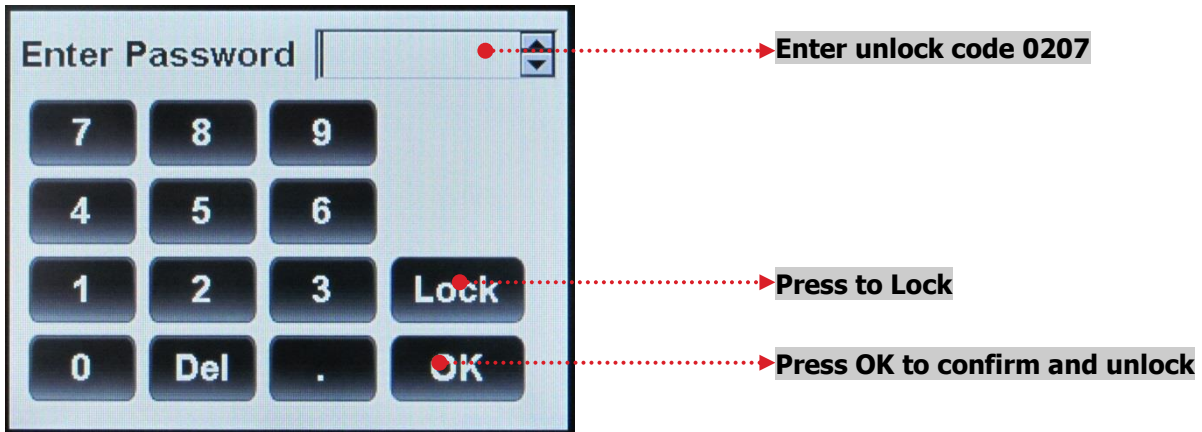 Enter Password
Enter unlock code 0207
7 8 9
4 5 6
1 2 3 Lock
Press to Lock
0 Del . OK
Press OK to confirm and unlock